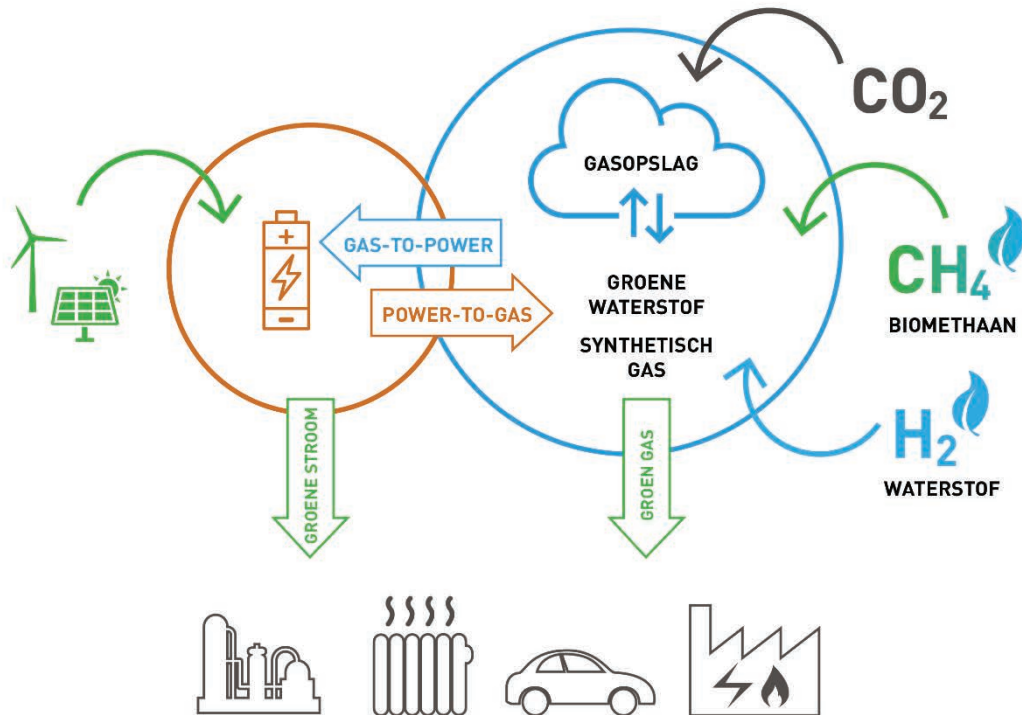 CO₂
GASOPSLAG
GAS-TO-POWER
POWER-TO-GAS
GROENE
WATERSTOF
SYNTHETISCH
GAS
CH₄
BIOMETHAAN
H₂
WATERSTOF
GROENE STROOM
GROEN GAS